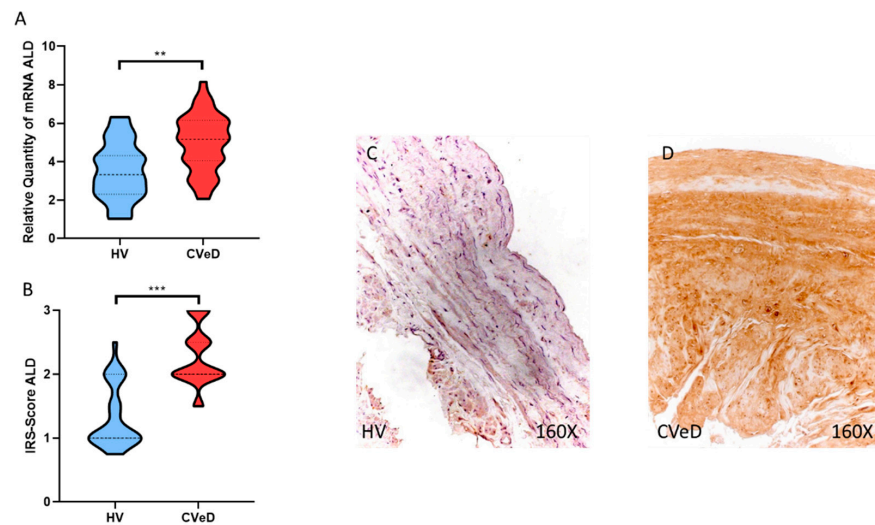 A
Relative Quantity of mRNA ALD
10
8
6
4
2
0
**
HV
CVeD
B
IRS-Score ALD
3
2
1
0
***
HV
CVeD
C
HV
160X
D
CVeD
160X